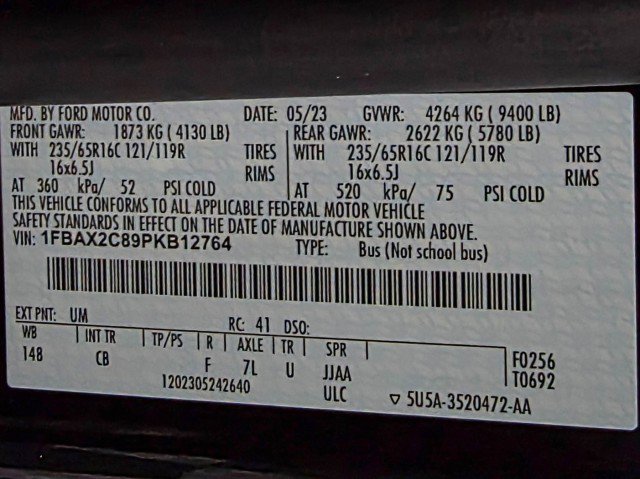 MFD. BY FORD MOTOR CO. DATE: 05/23 GVWR: 4264 KG ( 9400 LB)
FRONT GAWR: 1873 KG ( 4130 LB) REAR GAWR: 2622 KG ( 5780 LB)
WITH 235/65R16C 121/119R TIRES WITH 235/65R16C 121/119R TIRES
16x6.5J RIMS 16x6.5J RIMS
AT 360 kPa/ 52 PSI COLD AT 520 kPa/ 75 PSI COLD
THIS VEHICLE CONFORMS TO ALL APPLICABLE FEDERAL MOTOR VEHICLE
SAFETY STANDARDS IN EFFECT ON THE DATE OF MANUFACTURE SHOWN ABOVE.
VIN: 1FBAX2C89PKB12764 TYPE: Bus (Not school bus)
EXT PNT: UM RC: 41 DSO:
WB INT TR TP/PS R AXLE TR SPR F0256
148 CB F 7L U JJAA T0692
1202305242640 ULC ▽ 5U5A-3520472-AA